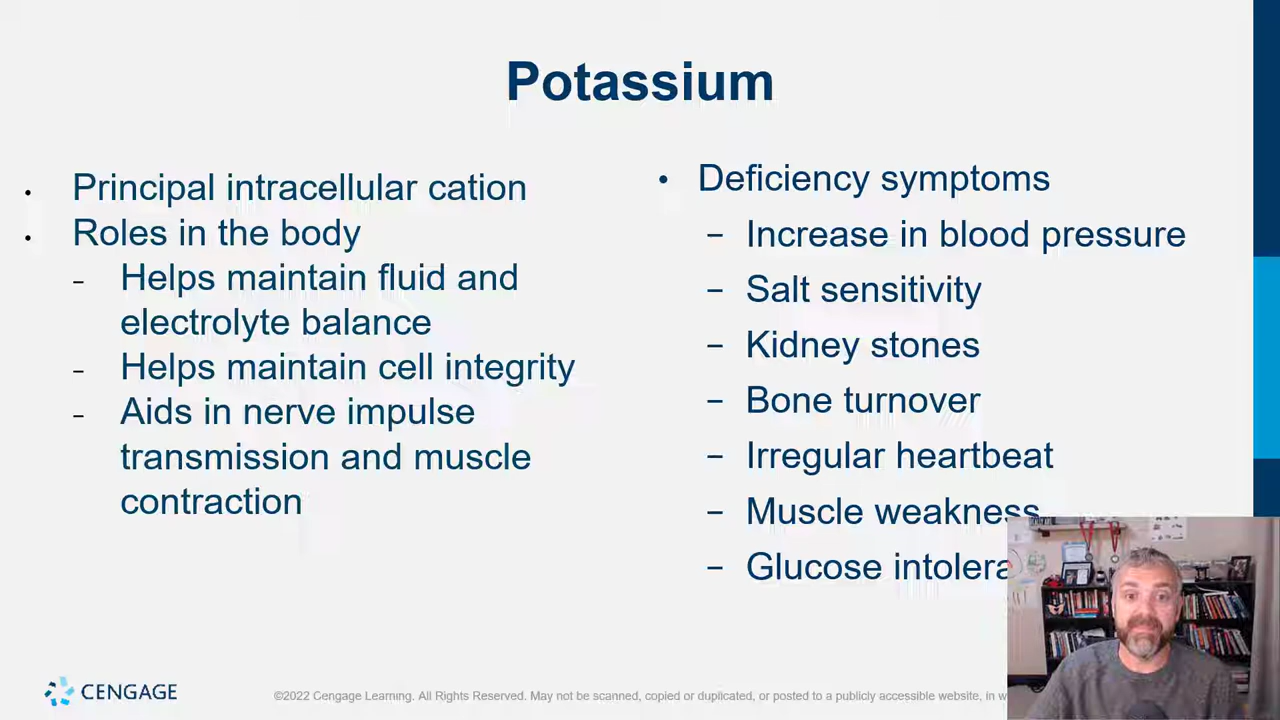 Potassium
• Principal intracellular cation
• Roles in the body
– Helps maintain fluid and
electrolyte balance
– Helps maintain cell integrity
– Aids in nerve impulse
transmission and muscle
contraction
• Deficiency symptoms
– Increase in blood pressure
– Salt sensitivity
– Kidney stones
– Bone turnover
– Irregular heartbeat
– Muscle weakness
– Glucose
CENGAGE
©2022 Cengage Learning. All Rights Reserved. May not be scanned, copied or duplicated, or posted to a publicly accessible website, in